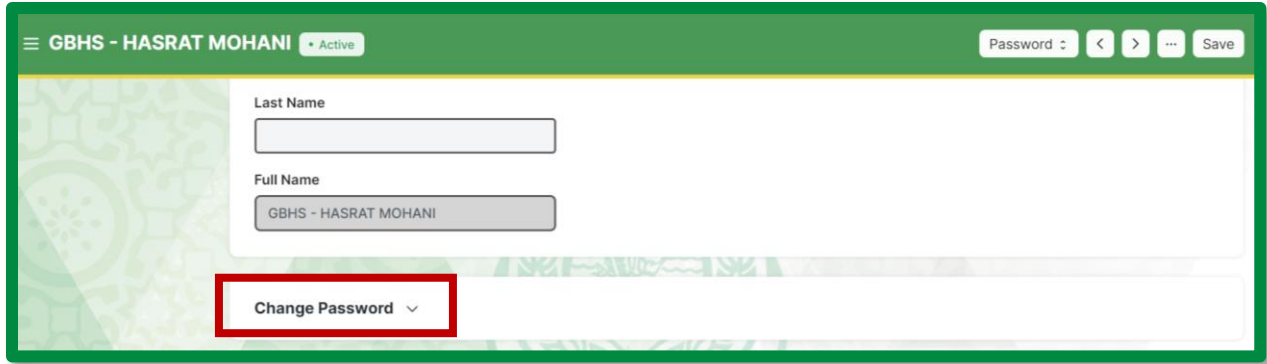 GBHS - HASRAT MOHANI • Active Password Save
Last Name
Full Name
GBHS - HASRAT MOHANI
Change Password